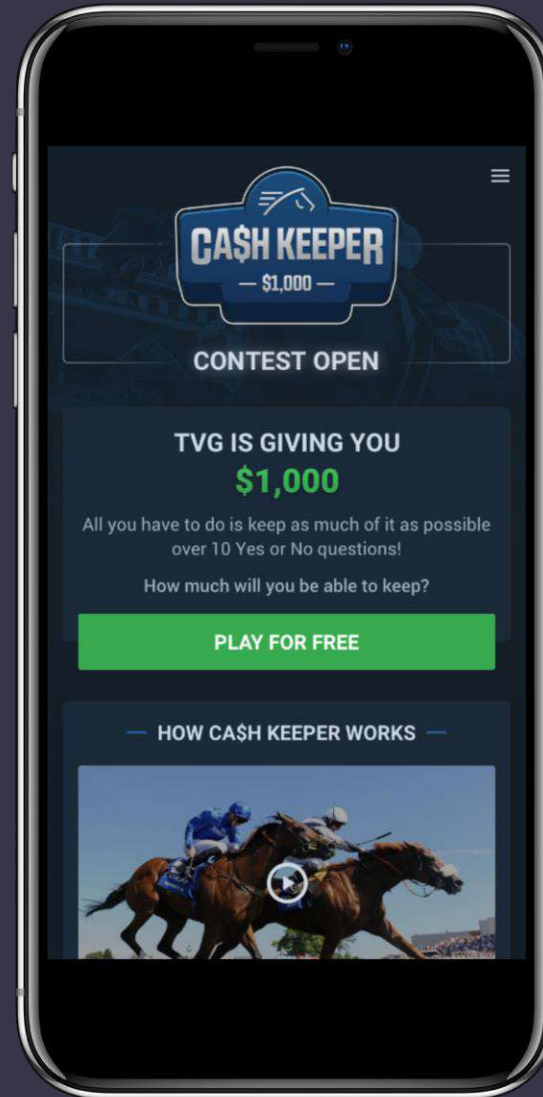 CA$H KEEPER
— $1,000 —
CONTEST OPEN
TVG IS GIVING YOU
$1,000
All you have to do is keep as much of it as possible
over 10 Yes or No questions!
How much will you be able to keep?
PLAY FOR FREE
— HOW CA$H KEEPER WORKS —